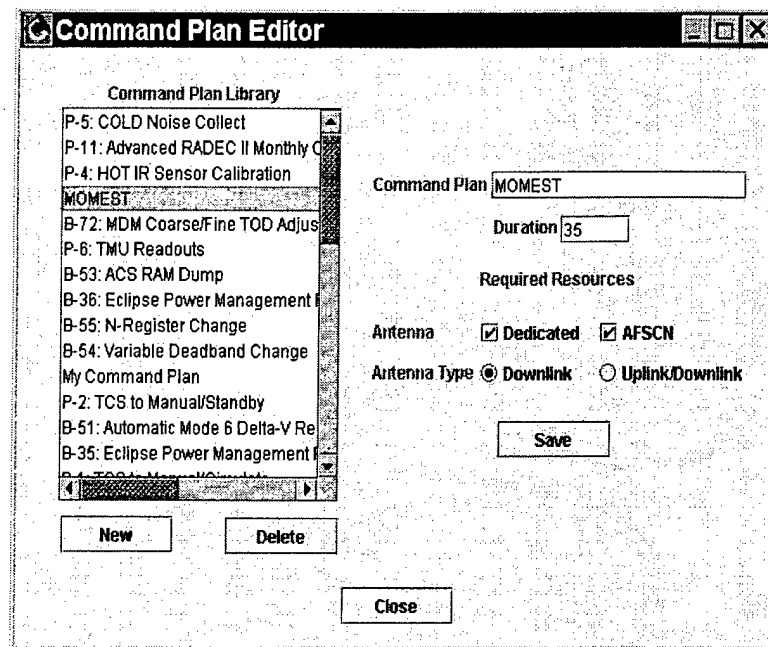 Command Plan Editor
Command Plan Library
P-5: COLD Noise Collect
P-11: Advanced RADEC II Monthly C
P-4: HOT IR Sensor Calibration
MOMEST
B-72: MDM Coarse/Fine TOD Adjus
P-6: TMU Readouts
B-53: ACS RAM Dump
B-36: Eclipse Power Management
B-55: N-Register Change
B-54: Variable Deadband Change
My Command Plan
P-2: TCS to Manual/Standby
B-51: Automatic Mode 6 Delta-V Re
B-35: Eclipse Power Management
New
Delete
Command Plan MOMEST
Duration 35
Required Resources
Antenna Dedicated AFSCN
Antenna Type Downlink Uplink/Downlink
Save
Close